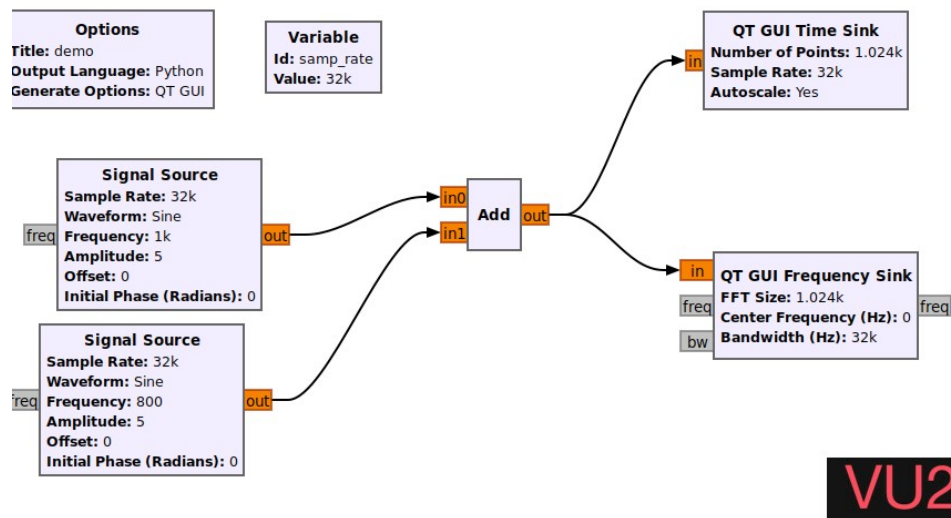 Options
Title: demo
Output Language: Python
Generate Options: QT GUI
Variable
Id: samp_rate
Value: 32k
QT GUI Time Sink
Number of Points: 1.024k
Sample Rate: 32k
Autoscale: Yes
in
Signal Source
Sample Rate: 32k
Waveform: Sine
Frequency: 1k
Amplitude: 5
Offset: 0
Initial Phase (Radians): 0
freq
out
in0
in1
Add
out
QT GUI Frequency Sink
FFT Size: 1.024k
Center Frequency (Hz): 0
Bandwidth (Hz): 32k
in
freq
bw
freq
Signal Source
Sample Rate: 32k
Waveform: Sine
Frequency: 800
Amplitude: 5
Offset: 0
Initial Phase (Radians): 0
freq
out
VU2